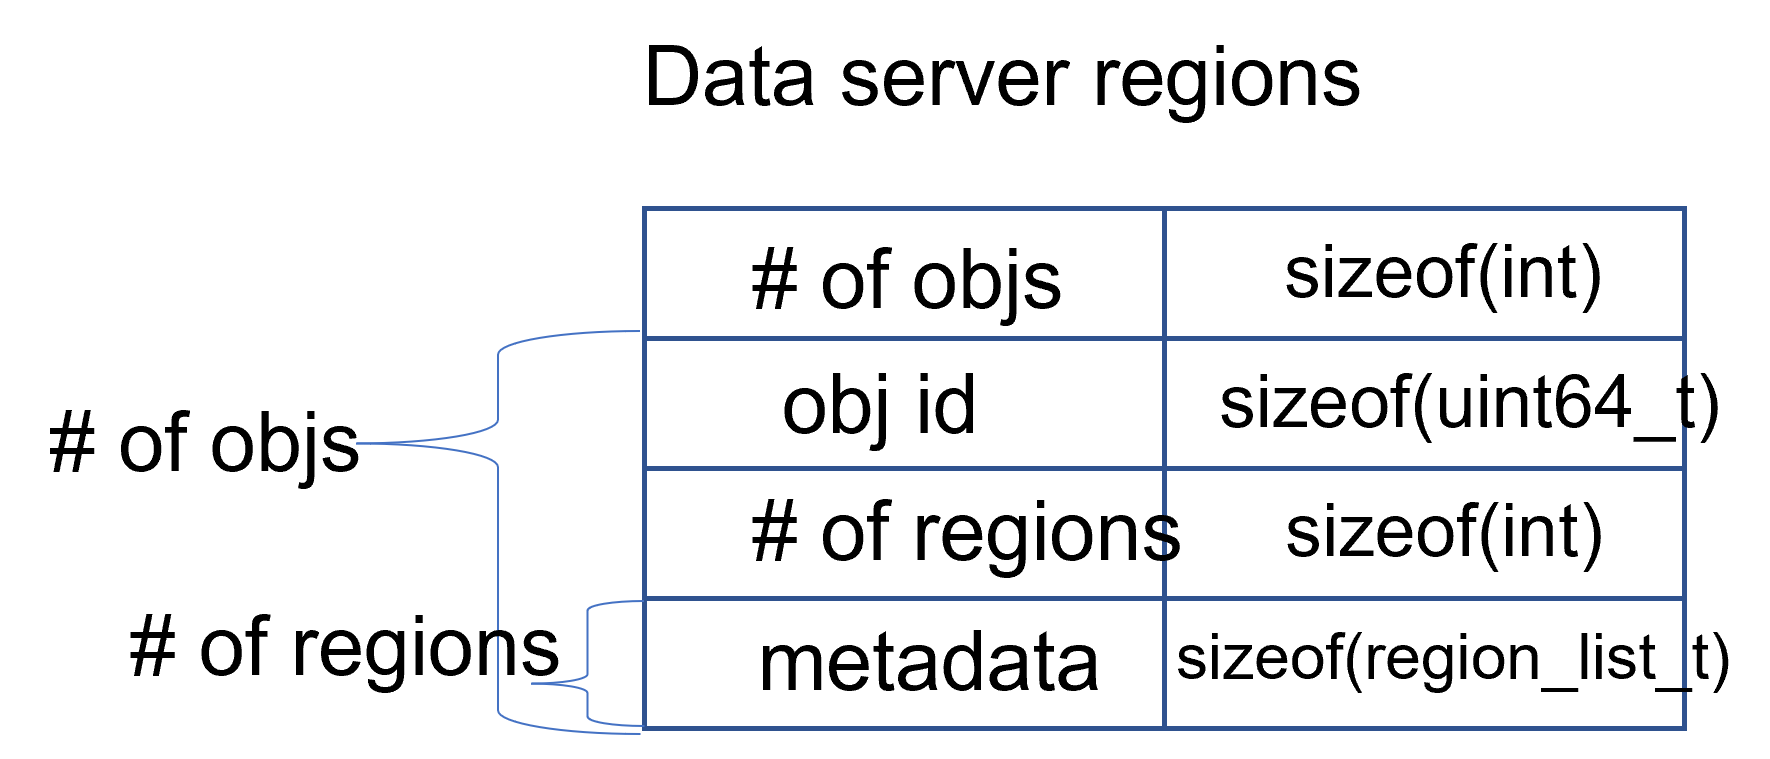 Data server regions
# of objs sizeof(int)
obj id sizeof(uint64_t)
# of objs
# of regions sizeof(int)
# of regions
metadata sizeof(region_list_t)